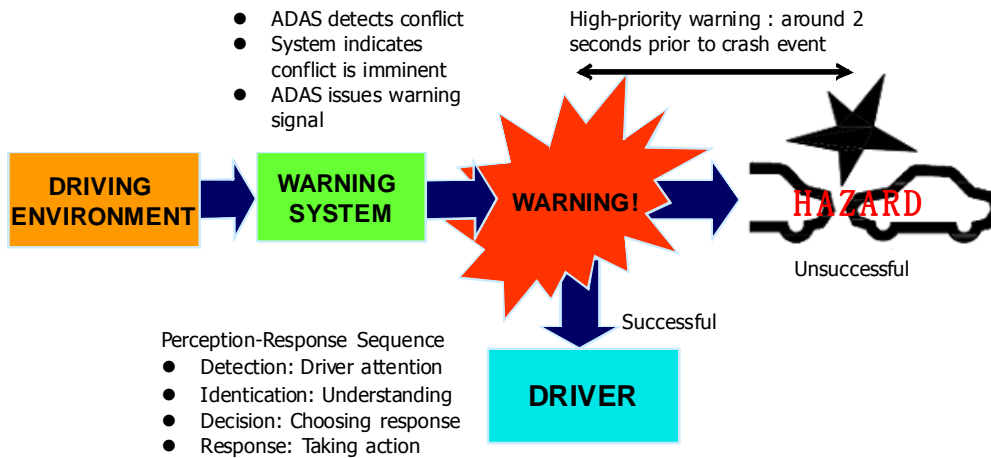 ● ADAS detects conflict
● System indicates
conflict is imminent
● ADAS issues warning
signal
High-priority warning : around 2
seconds prior to crash event
DRIVING
ENVIRONMENT
WARNING
SYSTEM
WARNING!
HAZARD
Unsuccessful
Successful
Perception-Response Sequence
● Detection: Driver attention
● Identication: Understanding
● Decision: Choosing response
● Response: Taking action
DRIVER